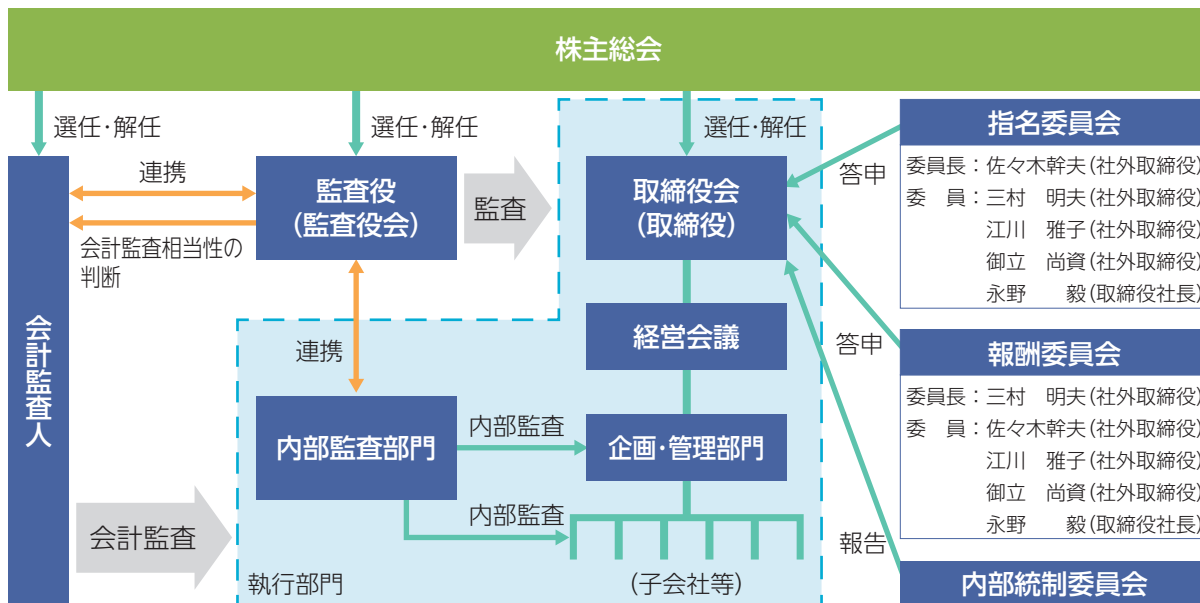 株主総会
選任・解任
選任・解任
選任・解任
会計監査人
連携
会計監査相当性の
判断
監査役
(監査役会)
監査
取締役会
(取締役)
経営会議
連携
内部監査部門
内部監査
企画・管理部門
内部監査
会計監査
執行部門
(子会社等)
答申
指名委員会
委員長：佐々木幹夫(社外取締役)
委　員：三村　明夫(社外取締役)
江川　雅子(社外取締役)
御立　尚資(社外取締役)
永野　　毅(取締役社長)
答申
報酬委員会
委員長：三村　明夫(社外取締役)
委　員：佐々木幹夫(社外取締役)
江川　雅子(社外取締役)
御立　尚資(社外取締役)
永野　　毅(取締役社長)
報告
内部統制委員会